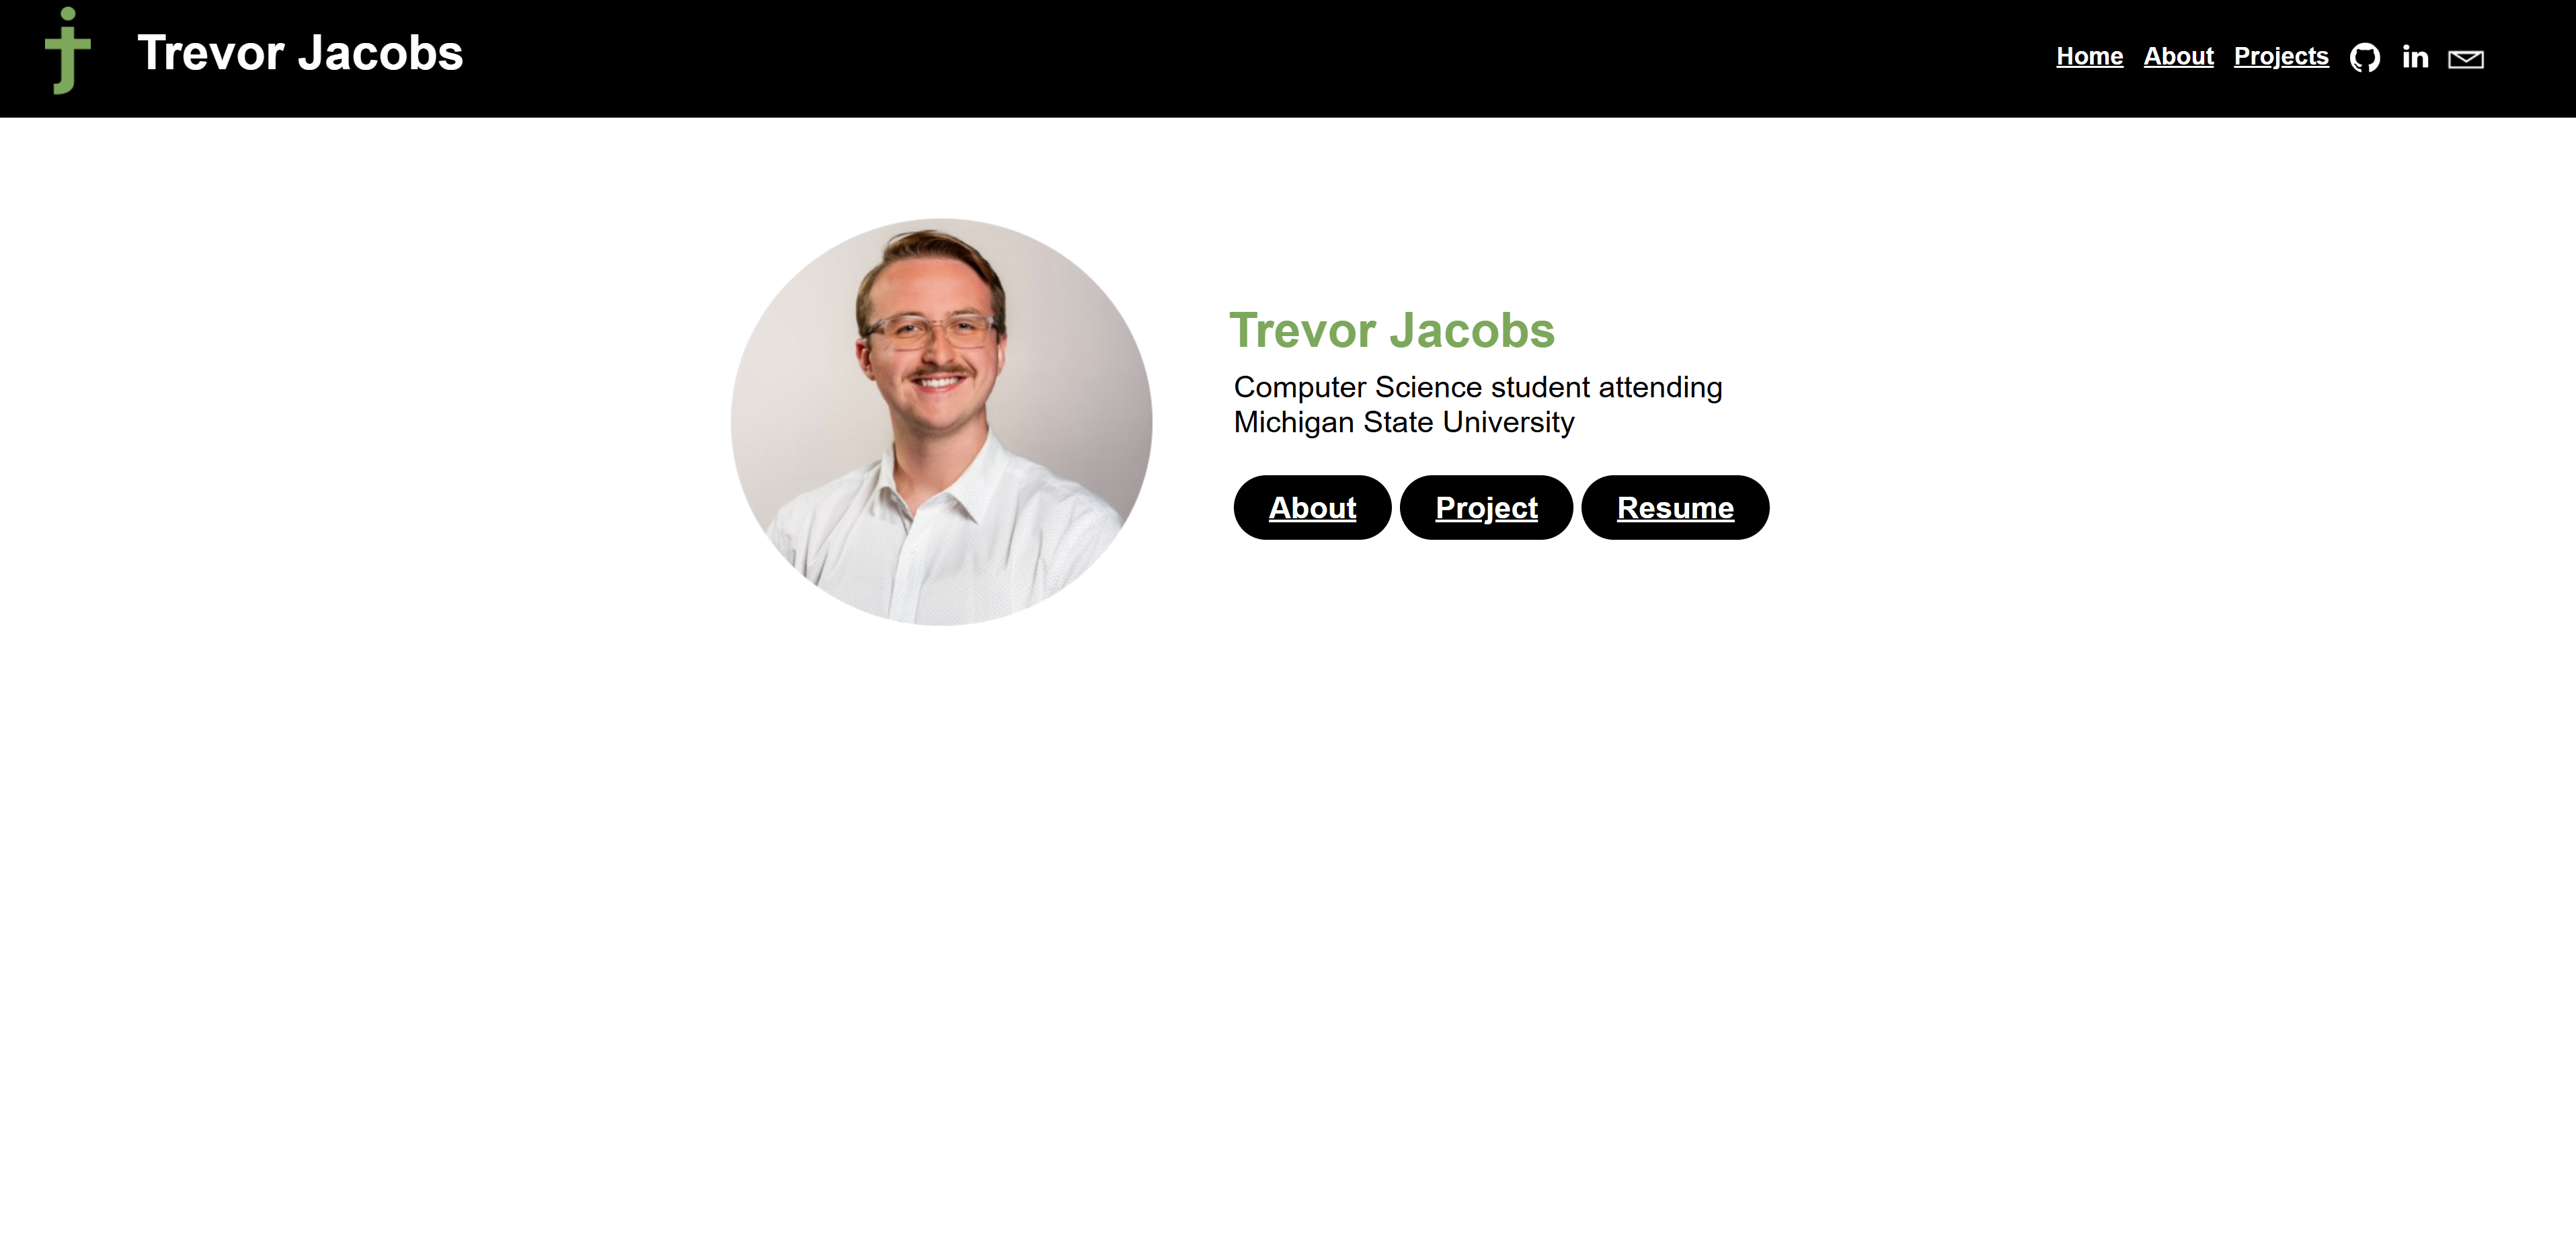 Trevor Jacobs
Home About Projects in
Trevor Jacobs
Computer Science student attending
Michigan State University
About Project Resume